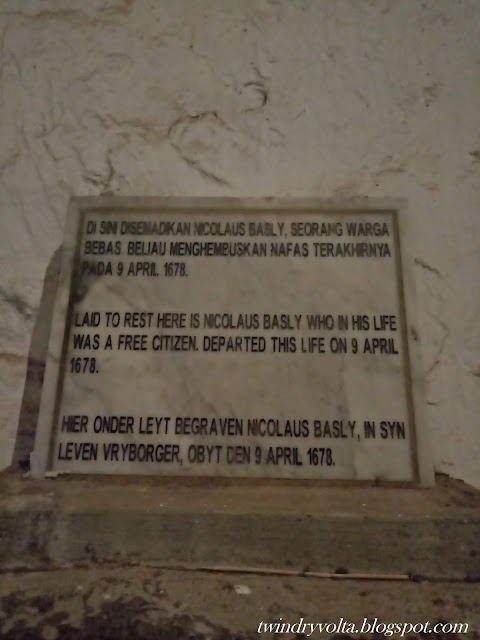 DI SINI DISEMADIKAN NICOLAUS BASLY, SEORANG WARGA
BEBAS BELIAU MENGHEMBUSKAN NAFAS TERAKHIRNYA
PADA 9 APRIL 1678.
LAID TO REST HERE IS NICOLAUS BASLY WHO IN HIS LIFE
WAS A FREE CITIZEN. DEPARTED THIS LIFE ON 9 APRIL
1678.
HIER ONDER LEYT BEGRAVEN NICOLAUS BASLY, IN SYN
LEVEN VRYBORGER, OBYT DEN 9 APRIL 1678.
twindryvolta.blogspot.com